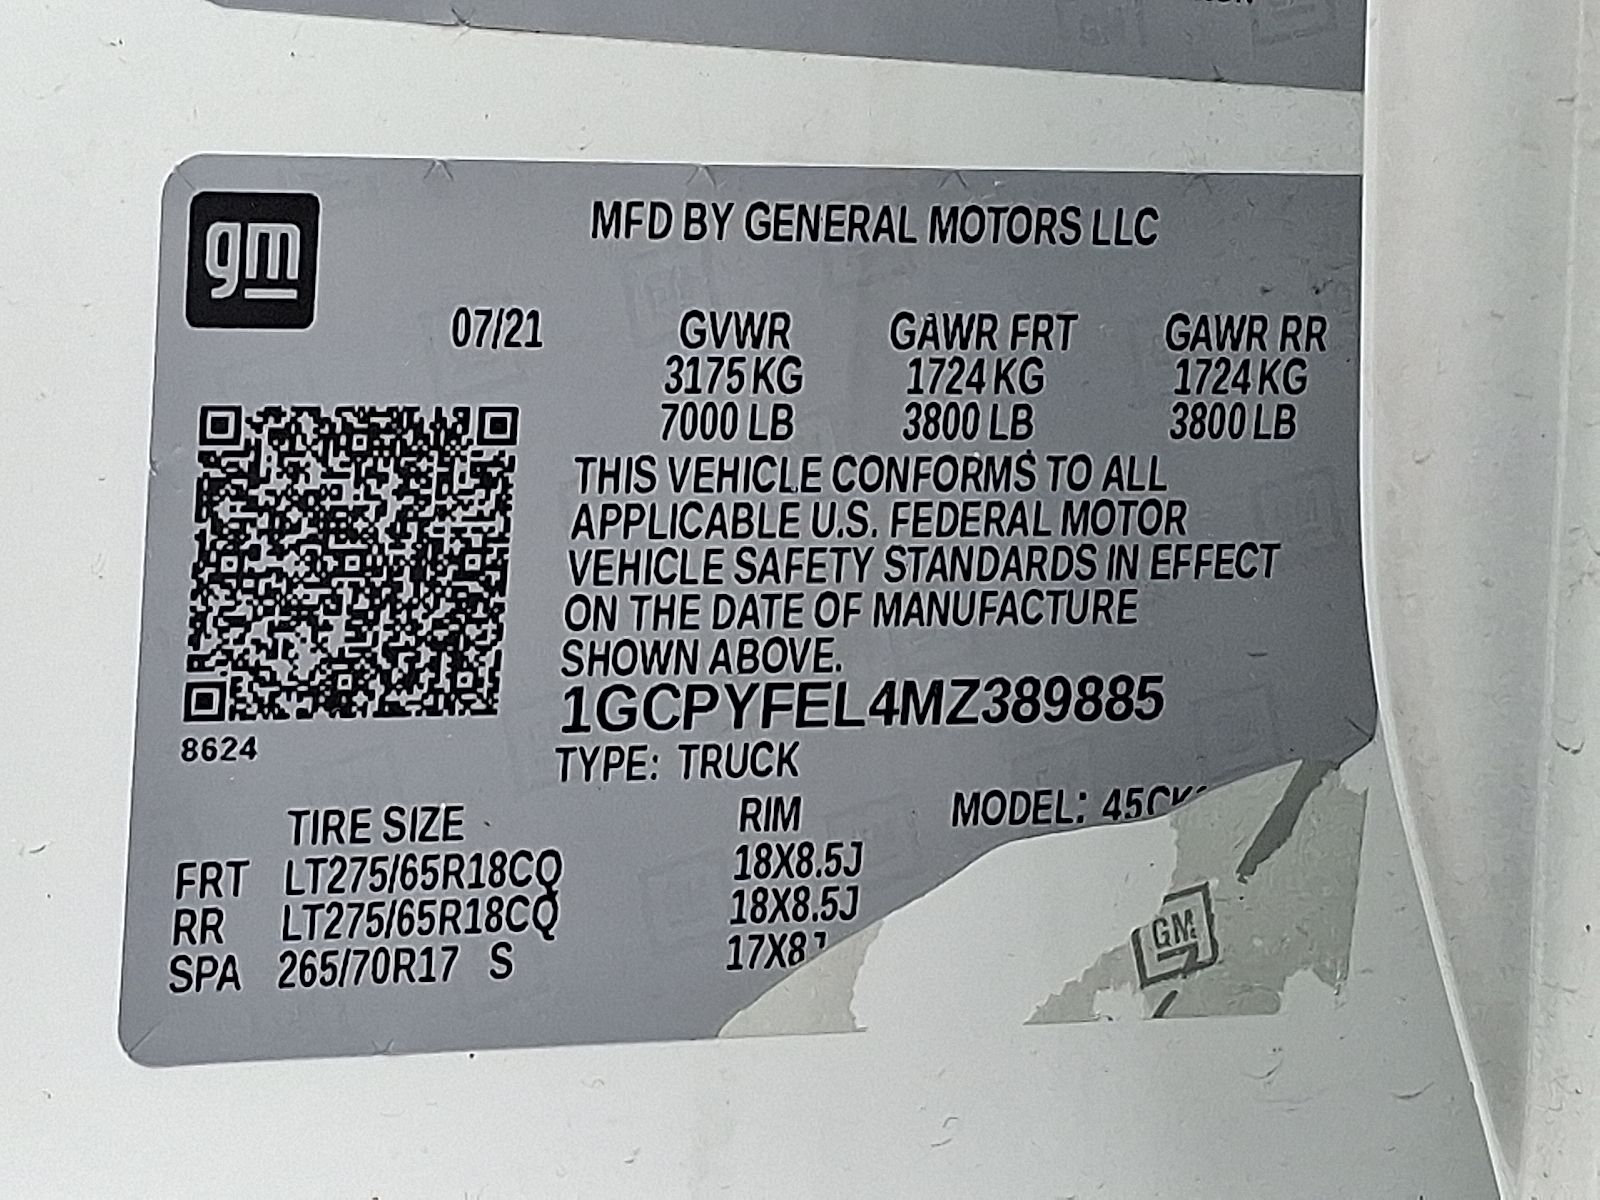 gm
MFD BY GENERAL MOTORS LLC
07/21 GVWR GAWR FRT GAWR RR
3175 KG 1724 KG 1724 KG
7000 LB 3800 LB 3800 LB
THIS VEHICLE CONFORMS TO ALL
APPLICABLE U.S. FEDERAL MOTOR
VEHICLE SAFETY STANDARDS IN EFFECT
ON THE DATE OF MANUFACTURE
SHOWN ABOVE.
1GCPYFEL4MZ389885
8624
TYPE: TRUCK
TIRE SIZE RIM MODEL:
FRT LT275/65R18CQ 18X8.5J
RR LT275/65R18CQ 18X8.5J
SPA 265/70R17 S
GM